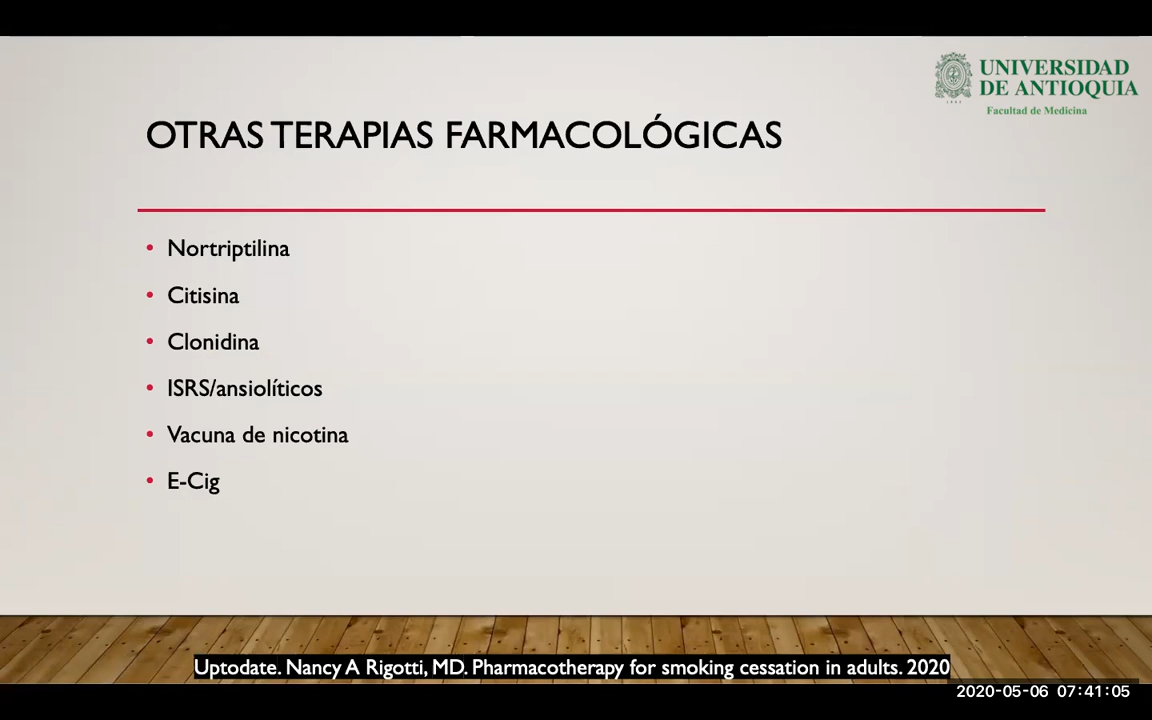 UNIVERSIDAD
DE ANTIOQUIA
Facultad de Medicina
OTRAS TERAPIAS FARMACOLÓGICAS
• Nortriptilina
• Citisina
• Clonidina
• ISRS/ansiolíticos
• Vacuna de nicotina
• E-Cig
Uptodate. Nancy A Rigotti, MD. Pharmacotherapy for smoking cessation in adults. 2020
2020-05-06 07:41:05